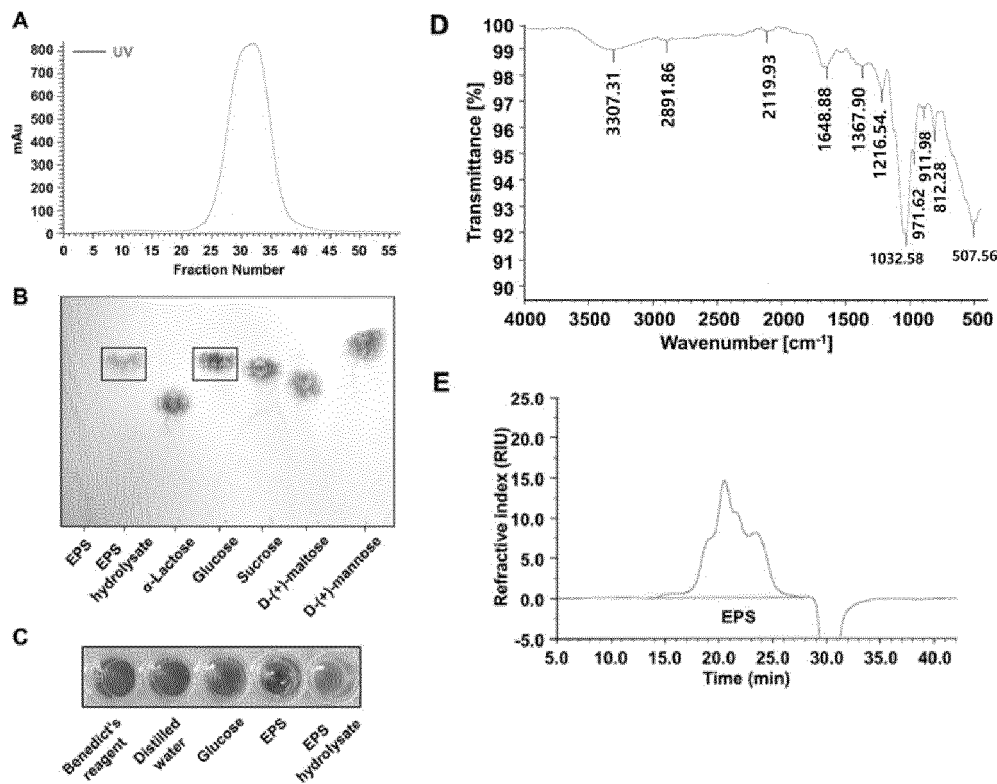 A
UV
mAu
800
700
600
500
400
300
200
100
0
0 5 10 15 20 25 30 35 40 45 50 55
Fraction Number
B
EPS
EPS
hydrolysate
α-Lactose
Glucose
Sucrose
D-(+)-maltose
D-(+)-mannose
C
Benedict's
reagent
Distilled
water
Glucose
EPS
EPS
hydrolysate
D
Transmittance [%]
100
99
98
97
96
95
94
93
92
91
90
3307.31
2891.86
2119.93
1648.88
1367.90
1216.54.
1032.58
971.62
911.98
812.28
507.56
4000 3500 3000 2500 2000 1500 1000 500
Wavenumber [cm-1]
E
Refractive index (RIU)
25.0
20.0
15.0
10.0
5.0
0.0
-5.0
EPS
5.0 15.0 20.0 25.0 30.0 35.0 40.0
Time (min)